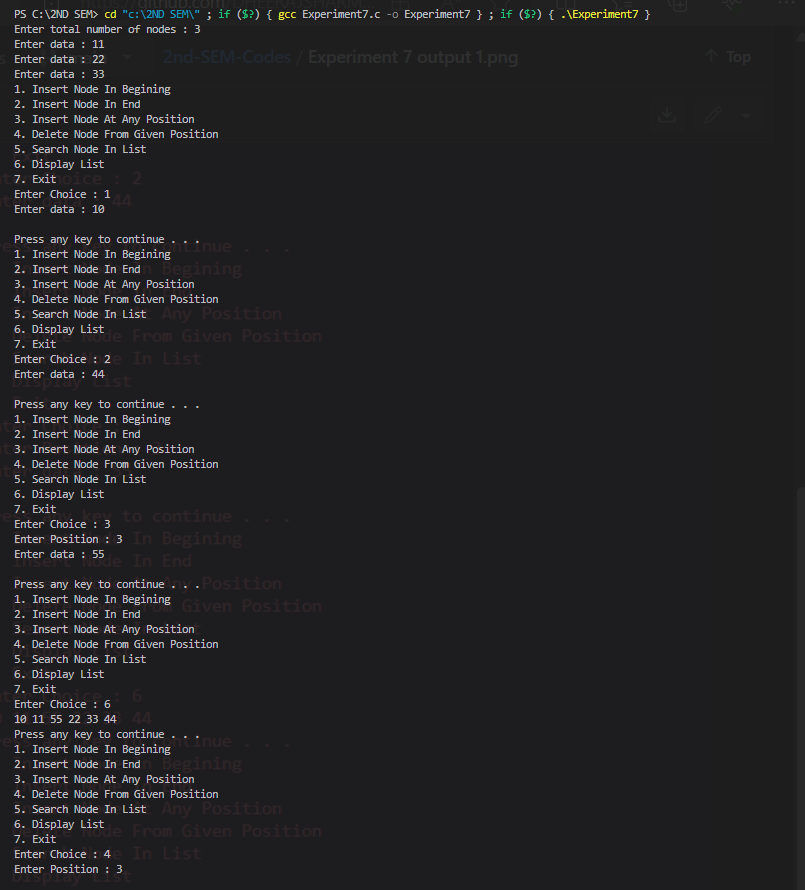 PS C:\2ND SEM> cd "c:\2ND SEM\" ; if ($?) { gcc Experiment7.c -o Experiment7 } ; if ($?) { .\Experiment7 }
Enter total number of nodes : 3
Enter data : 11
Enter data : 22
Enter data : 33
1. Insert Node In Begining
2. Insert Node In End
3. Insert Node At Any Position
4. Delete Node From Given Position
5. Search Node In List
6. Display List
7. Exit
Enter Choice : 1
Enter data : 10

Press any key to continue . . .
1. Insert Node In Begining
2. Insert Node In End
3. Insert Node At Any Position
4. Delete Node From Given Position
5. Search Node In List
6. Display List
7. Exit
Enter Choice : 2
Enter data : 44

Press any key to continue . . .
1. Insert Node In Begining
2. Insert Node In End
3. Insert Node At Any Position
4. Delete Node From Given Position
5. Search Node In List
6. Display List
7. Exit
Enter Choice : 3
Enter Position : 3
Enter data : 55

Press any key to continue . . .
1. Insert Node In Begining
2. Insert Node In End
3. Insert Node At Any Position
4. Delete Node From Given Position
5. Search Node In List
6. Display List
7. Exit
Enter Choice : 6
10 11 55 22 33 44
Press any key to continue . . .
1. Insert Node In Begining
2. Insert Node In End
3. Insert Node At Any Position
4. Delete Node From Given Position
5. Search Node In List
6. Display List
7. Exit
Enter Choice : 4
Enter Position : 3
2nd-SEM-Codes / Experiment 7 output 1.png
Top